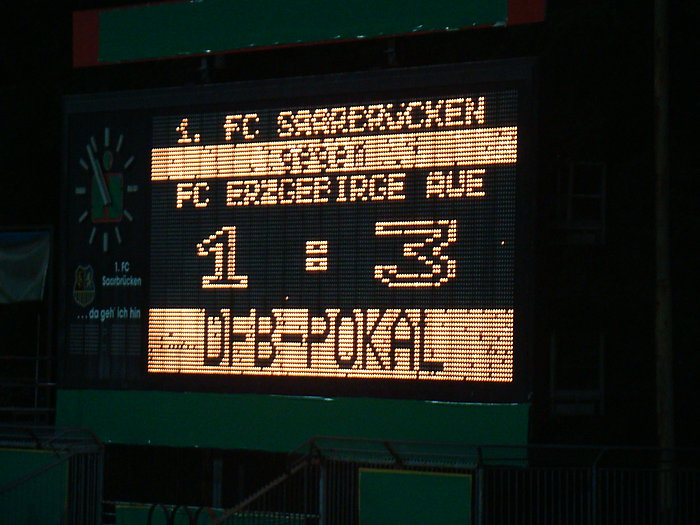 1. FC SAARBRÜCKEN
gegen
FC ERZGEBIRGE AUE
1 : 3
DFB-POKAL
1. FC
Saarbrücken
...da geh' ich hin